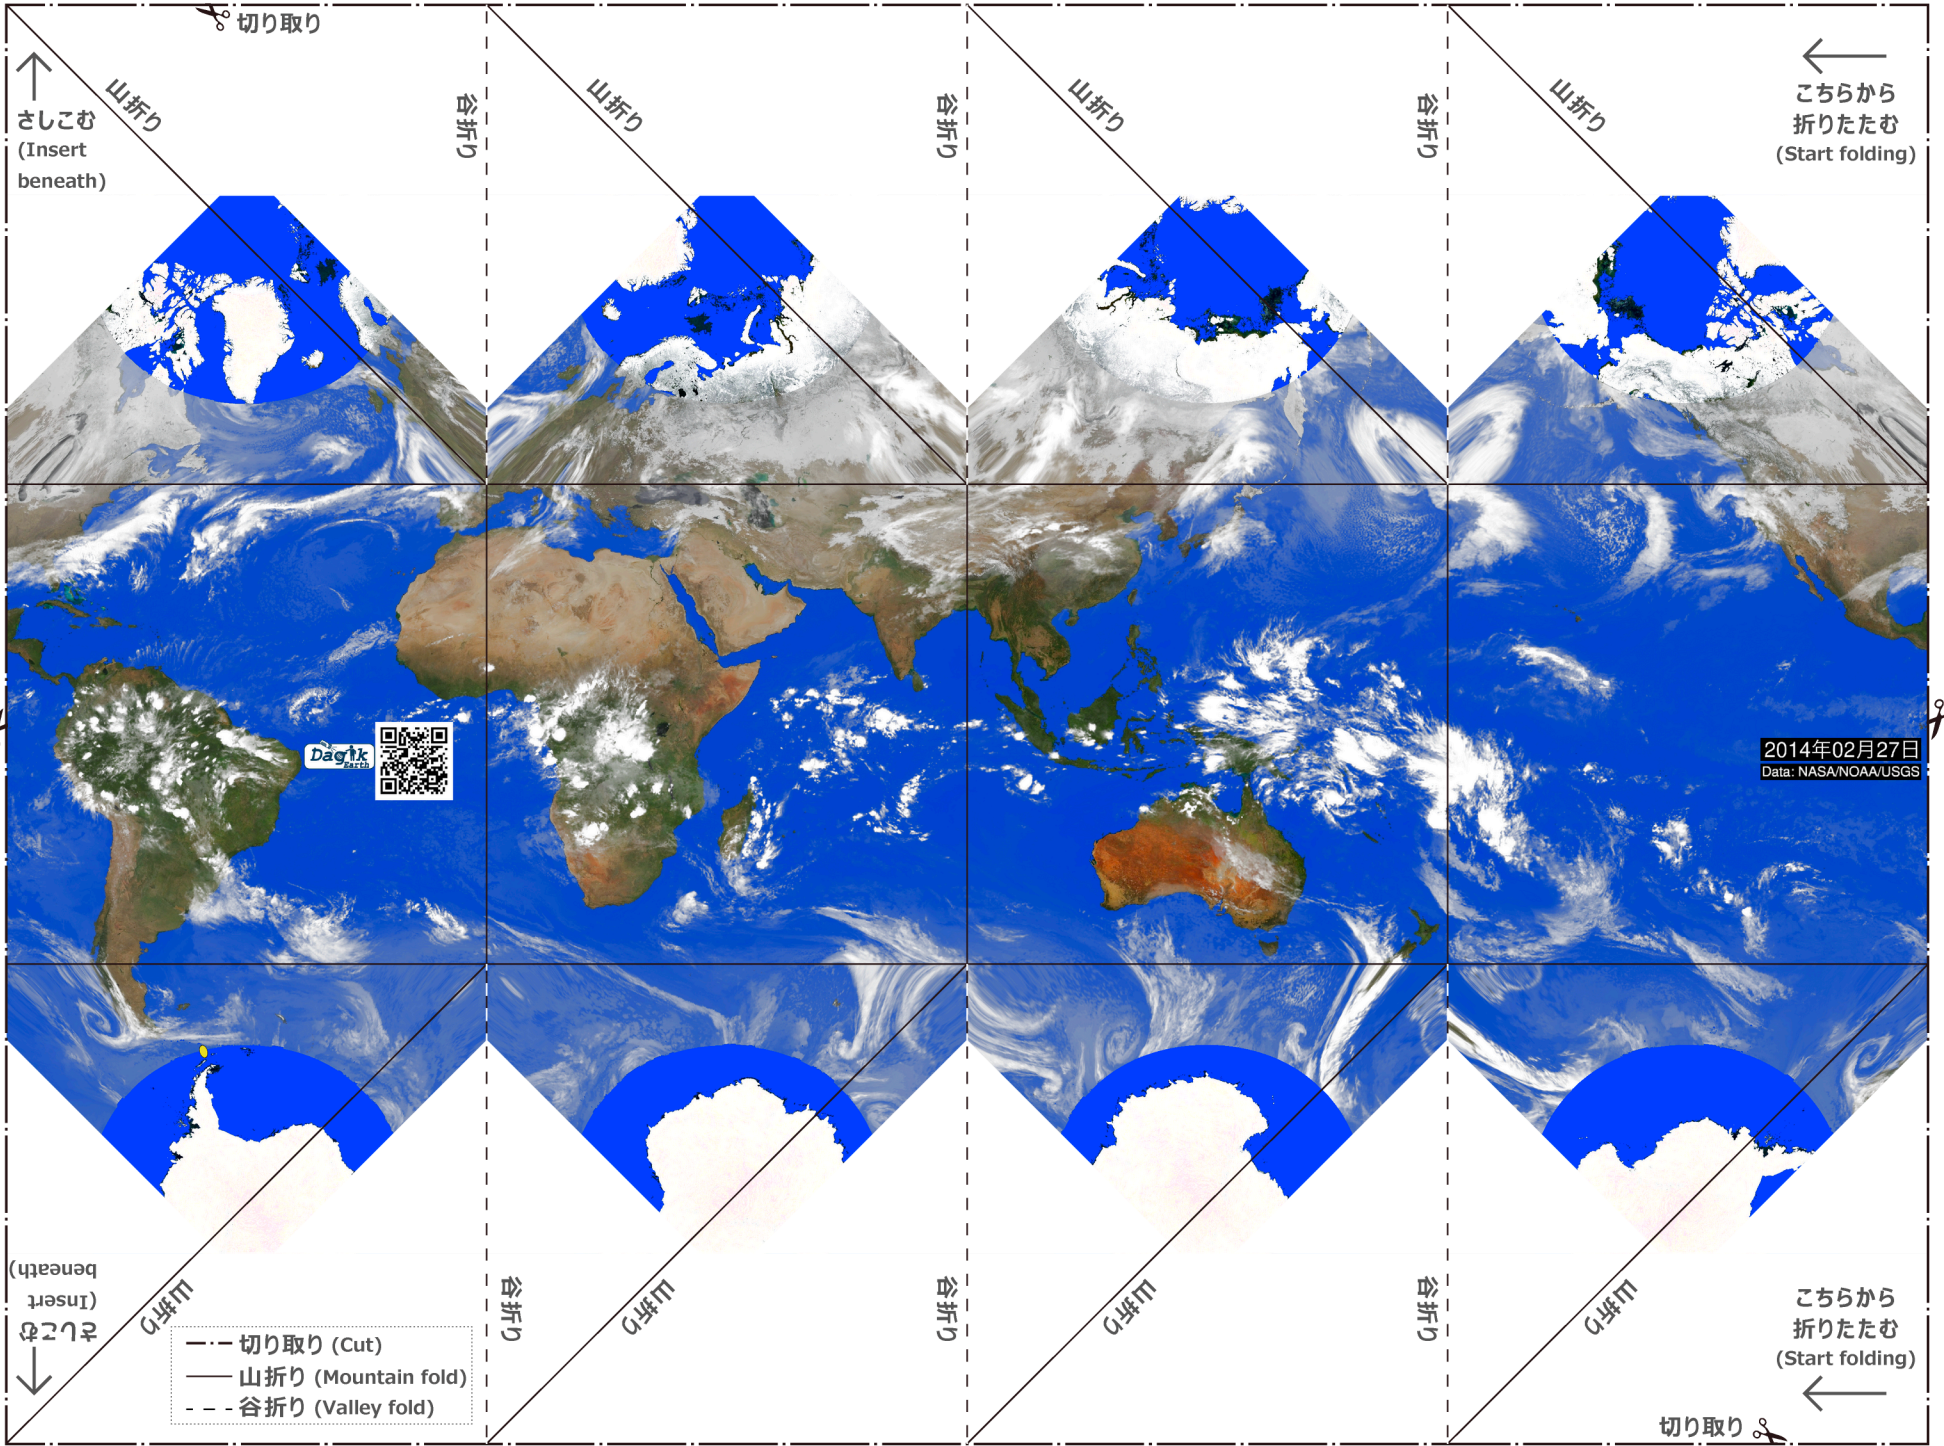 切り取り
山折り
谷折り
山折り
谷折り
山折り
谷折り
山折り
さしこむ
(Insert
beneath)
こちらから
折りたたむ
(Start folding)
Dagik
Earth
2014年02月27日
Data: NASA/NOAA/USGS
さしこむ
(Insert
beneath)
山折り
谷折り
山折り
谷折り
山折り
谷折り
山折り
こちらから
折りたたむ
(Start folding)
切り取り (Cut)
山折り (Mountain fold)
谷折り (Valley fold)
切り取り